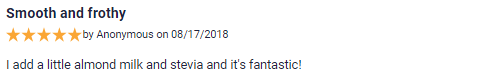 Smooth and frothy
★★★★★by Anonymous on 08/17/2018
I add a little almond milk and stevia and it's fantastic!